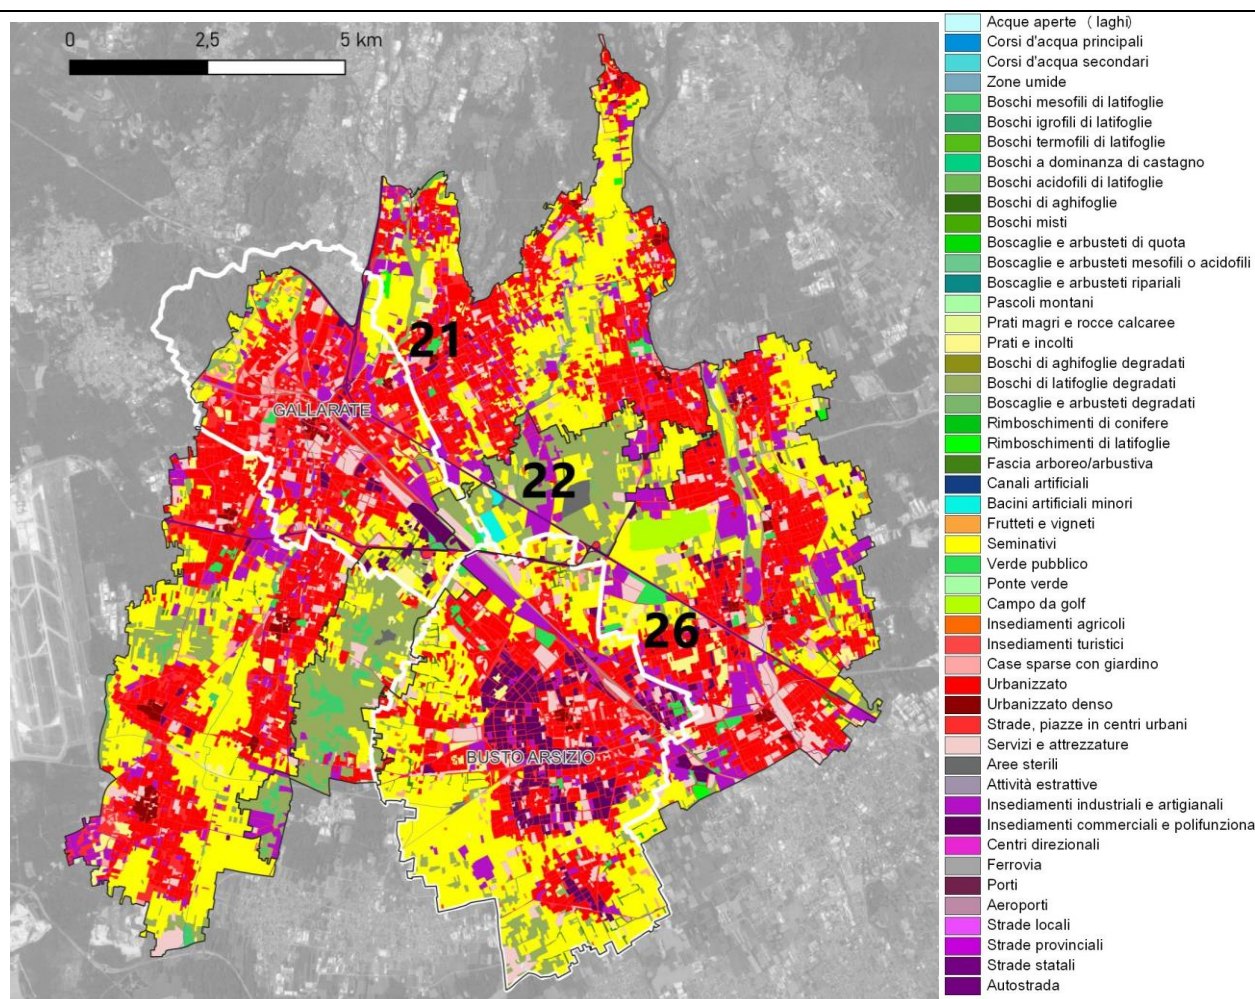 0 2,5 5 km
21
GALLARATE
22
26
BUSTO ARSIZIO
Acque aperte ( laghi)
Corsi d'acqua principali
Corsi d'acqua secondari
Zone umide
Boschi mesofili di latifoglie
Boschi igrofili di latifoglie
Boschi termofili di latifoglie
Boschi a dominanza di castagno
Boschi acidofili di latifoglie
Boschi di aghifoglie
Boschi misti
Boscaglie e arbusteti di quota
Boscaglie e arbusteti mesofili o acidofili
Boscaglie e arbusteti ripariali
Pascoli montani
Prati magri e rocce calcaree
Prati e incolti
Boschi di aghifoglie degradati
Boschi di latifoglie degradati
Boscaglie e arbusteti degradati
Rimboschimenti di conifere
Rimboschimenti di latifoglie
Fascia arboreo/arbustiva
Canali artificiali
Bacini artificiali minori
Frutteti e vigneti
Seminativi
Verde pubblico
Ponte verde
Campo da golf
Insediamenti agricoli
Insediamenti turistici
Case sparse con giardino
Urbanizzato
Urbanizzato denso
Strade, piazze in centri urbani
Servizi e attrezzature
Aree sterili
Attività estrattive
Insediamenti industriali e artigianali
Insediamenti commerciali e polifunziona
Centri direzionali
Ferrovia
Porti
Aeroporti
Strade locali
Strade provinciali
Strade statali
Autostrada